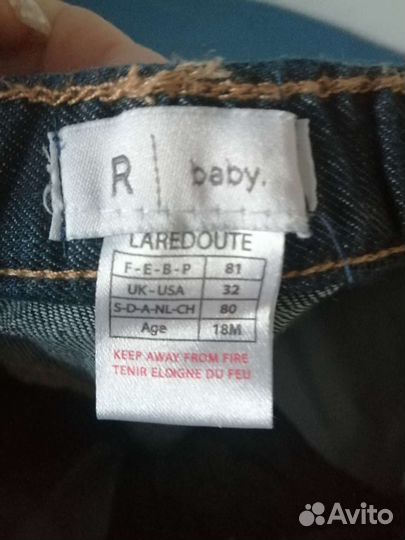 R | baby.
LAREDOUTE
F-E-B-P 81
UK-USA 32
S-D-A-NL-CH 80
Age 18M
KEEP AWAY FROM FIRE
TENIR ELOIGNE DU FEU
Avito